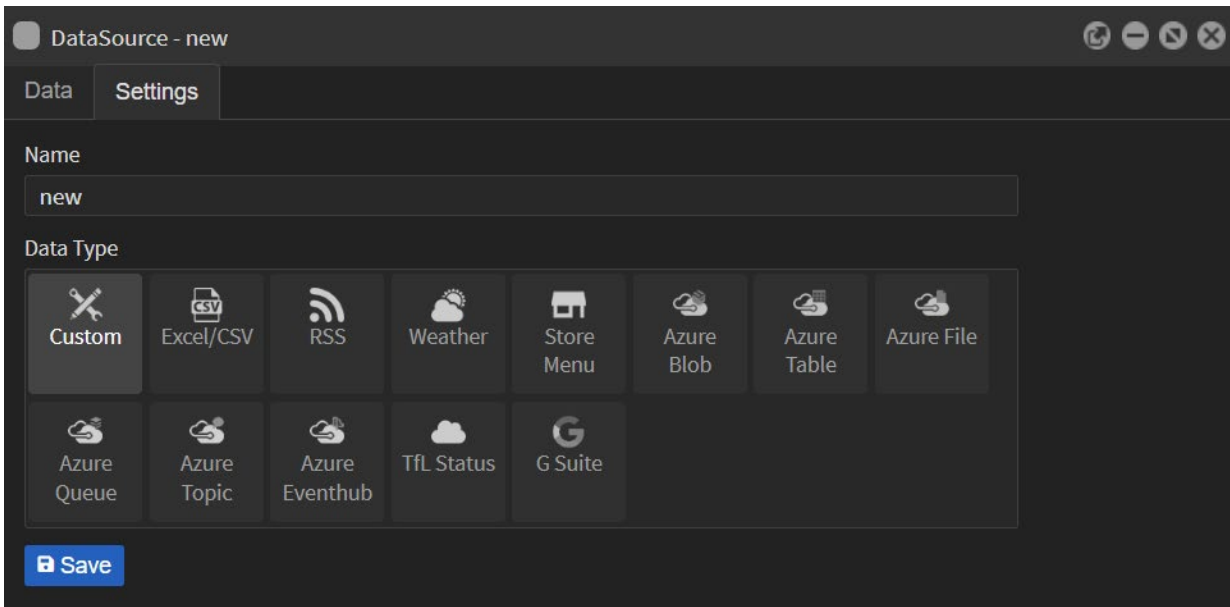 DataSource - new
Data Settings
Name
new
Data Type
CSV
Custom Excel/CSV RSS Weather Store Azure Azure Azure File
Menu Blob Table
Azure Azure Azure TfL Status G Suite
Queue Topic Eventhub
Save